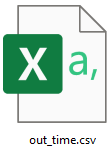 X
a,
out_time.csv